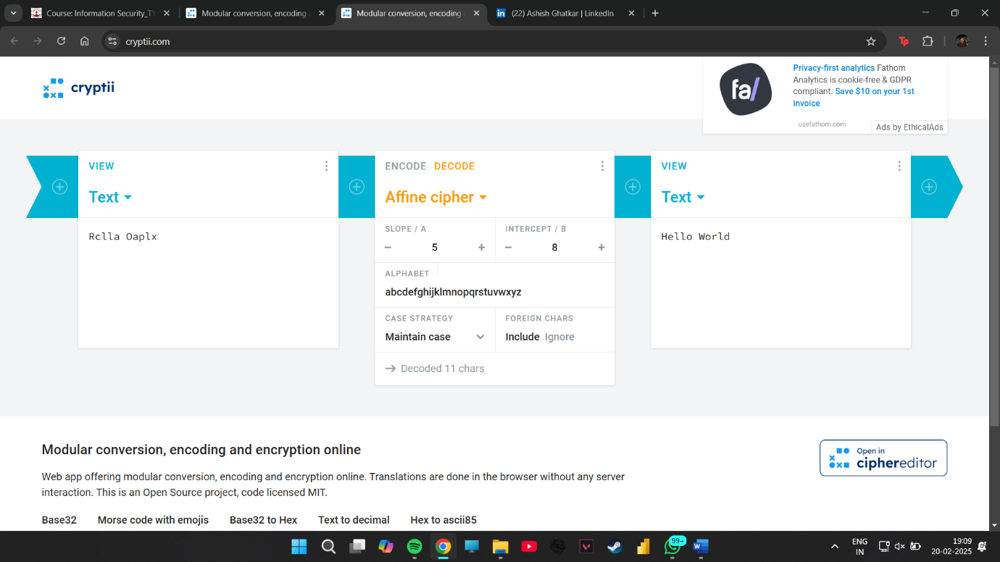 Course: Information Security_TY
Modular conversion, encoding
Modular conversion, encoding
(22) Ashish Ghatkar | LinkedIn
cryptii.com
cryptii
fa/
Privacy-first analytics Fathom
Analytics is cookie-free & GDPR
compliant. Save $10 on your 1st
invoice
usefathom.com
Ads by EthicalAds
VIEW
Text
Rclla Oaplx
ENCODE DECODE
Affine cipher
SLOPE / A
INTERCEPT / B
− 5 +
− 8 +
ALPHABET
abcdefghijklmnopqrstuvwxyz
CASE STRATEGY
FOREIGN CHARS
Maintain case
Include Ignore
→ Decoded 11 chars
VIEW
Text
Hello World
Modular conversion, encoding and encryption online
Web app offering modular conversion, encoding and encryption online. Translations are done in the browser without any server
interaction. This is an Open Source project, code licensed MIT.
Open in
ciphereditor
Base32 Morse code with emojis Base32 to Hex Text to decimal Hex to ascii85
99+
ENG
IN
19:09
20-02-2025